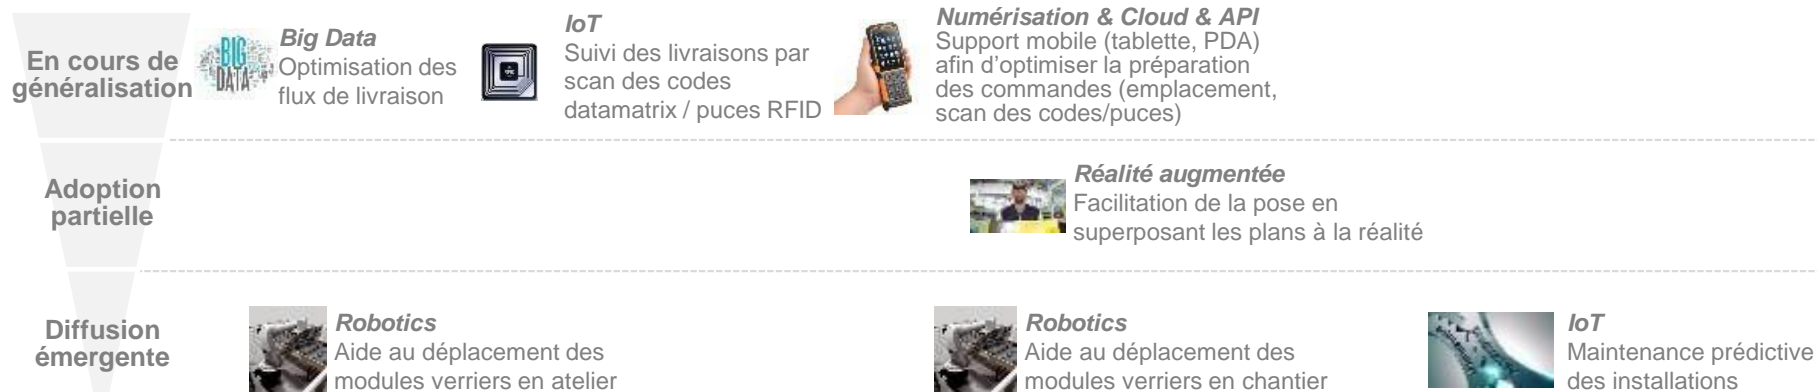 En cours de
généralisation
BIG
DATA
Big Data
Optimisation des
flux de livraison
IoT
Suivi des livraisons par
scan des codes
datamatrix / puces RFID
Numérisation & Cloud & API
Support mobile (tablette, PDA)
afin d’optimiser la préparation
des commandes (emplacement,
scan des codes/puces)
Adoption
partielle
Réalité augmentée
Facilitation de la pose en
superposant les plans à la réalité
Diffusion
émergente
Robotics
Aide au déplacement des
modules verriers en atelier
Robotics
Aide au déplacement des
modules verriers en chantier
IoT
Maintenance prédictive
des installations